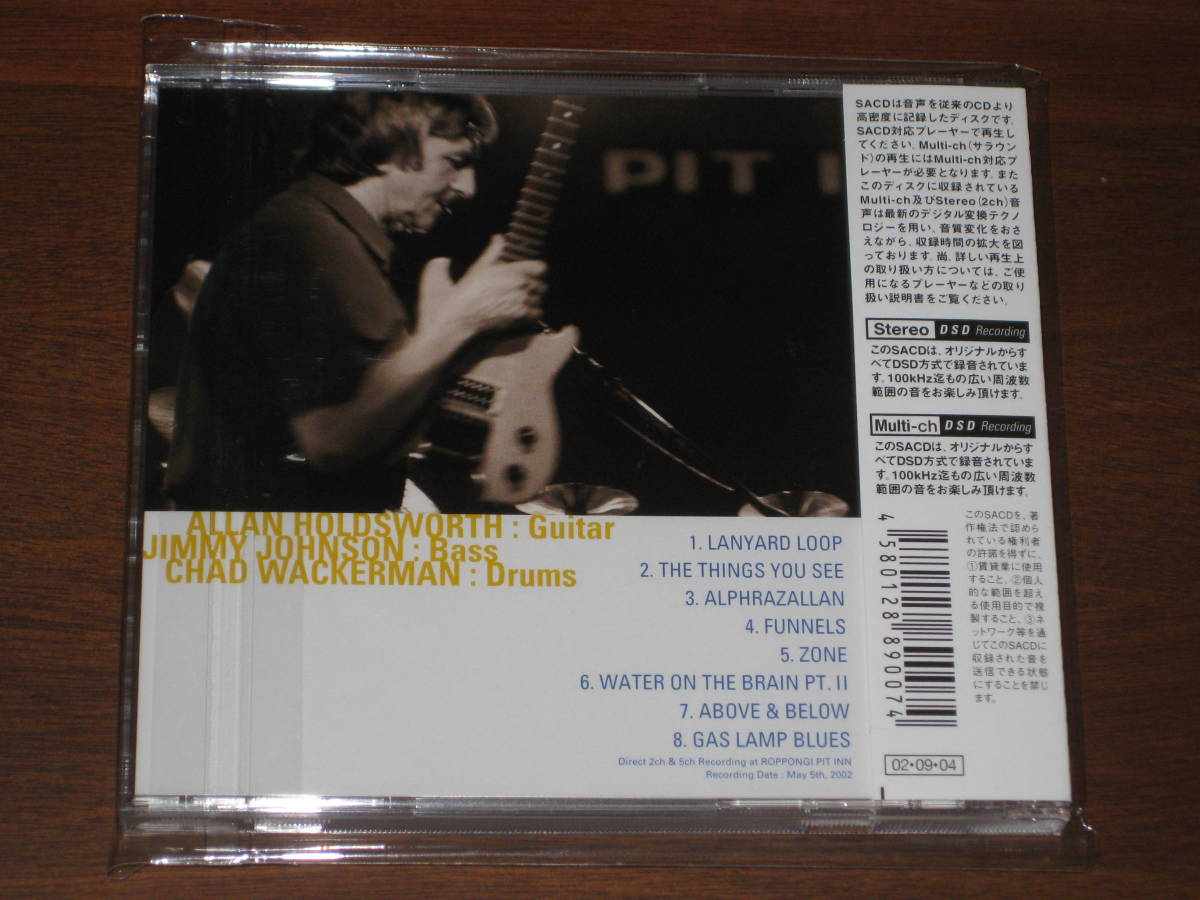 PIT I
ALLAN HOLDSWORTH : Guitar
JIMMY JOHNSON : Bass
CHAD WACKERMAN : Drums
1. LANYARD LOOP
2. THE THINGS YOU SEE
3. ALPHRAZALLAN
4. FUNNELS
5. ZONE
6. WATER ON THE BRAIN PT. II
7. ABOVE & BELOW
8. GAS LAMP BLUES
Direct 2ch & 5ch Recording at ROPPONGI PIT INN
Recording Date : May 5th, 2002
SACDは音声を従来のCDより
高密度に記録したディスクです。
SACD対応プレーヤーで再生し
てください。Multi-ch(サラウン
ド)の再生にはMulti-ch対応プ
レーヤーが必要となります。また
このディスクに収録されている
Multi-ch及びStereo(2ch)音
声は最新のデジタル変換テクノ
ロジーを用い、音質変化をおさ
えながら、収録時間の拡大を図
っております。尚、詳しい再生上
の取り扱い方については、ご使
用になるプレーヤーなどの取り
扱い説明書をご覧ください。
Stereo DSD Recording
このSACDは、オリジナルからす
べてDSD方式で録音されていま
す。100kHz迄もの広い周波数
範囲の音をお楽しみ頂けます。
Multi-ch DSD Recording
このSACDは、オリジナルからす
べてDSD方式で録音されていま
す。100kHz迄もの広い周波数
範囲の音をお楽しみ頂けます。
4580128890074
このSACDを、著
作権法で認めら
れている権利者
の許諾を得ずに、
①賃貸業に使用
すること、②個人
的な範囲を超え
る使用目的で複
製すること、③ネ
ットワーク等を通
じてこのSACDに
収録された音を
送信できる状態
にすることを禁じ
ます。
02・09・04